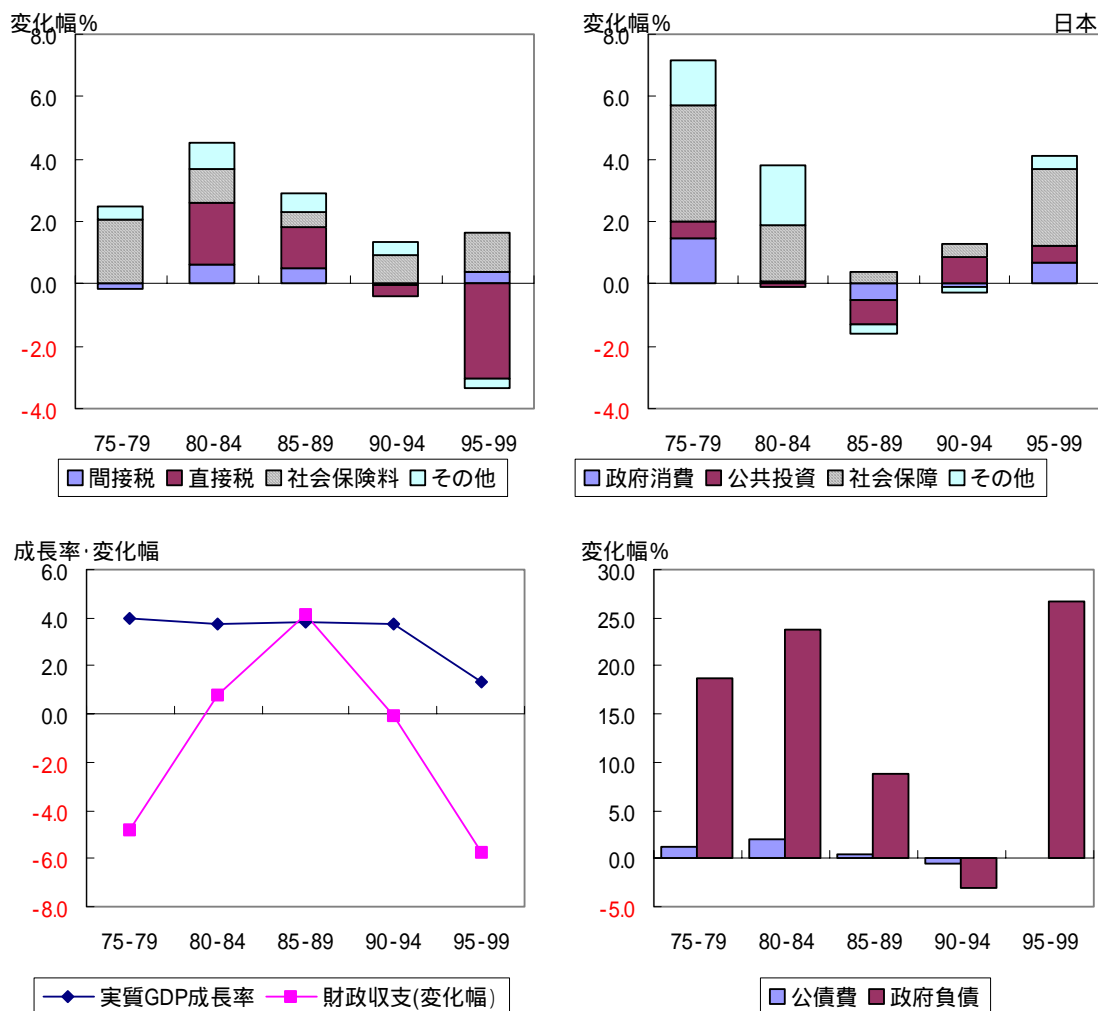 変化幅%
8.0
6.0
4.0
2.0
0.0
-2.0
-4.0
75-79 80-84 85-89 90-94 95-99
間接税 直接税 社会保険料 その他
変化幅% 日本
8.0
6.0
4.0
2.0
0.0
-2.0
-4.0
75-79 80-84 85-89 90-94 95-99
政府消費 公共投資 社会保障 その他
成長率・変化幅
6.0
4.0
2.0
0.0
-2.0
-4.0
-6.0
-8.0
75-79 80-84 85-89 90-94 95-99
実質GDP成長率 財政収支(変化幅)
変化幅%
30.0
25.0
20.0
15.0
10.0
5.0
0.0
-5.0
75-79 80-84 85-89 90-94 95-99
公債費 政府負債